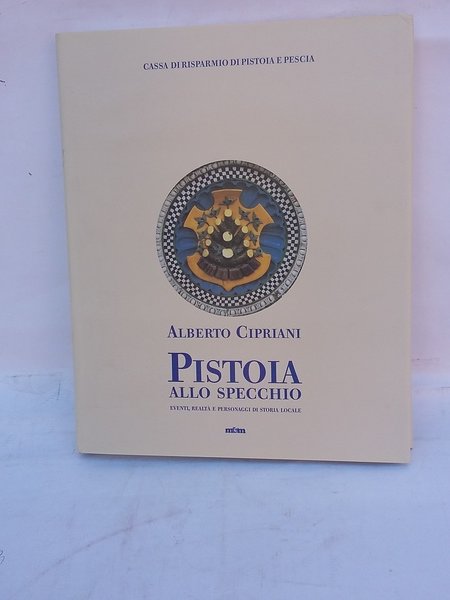 CASSA DI RISPARMIO DI PISTOIA E PESCIA
ALBERTO CIPRIANI
PISTOIA
ALLO SPECCHIO
EVENTI, REALTÀ E PERSONAGGI DI STORIA LOCALE
m&m